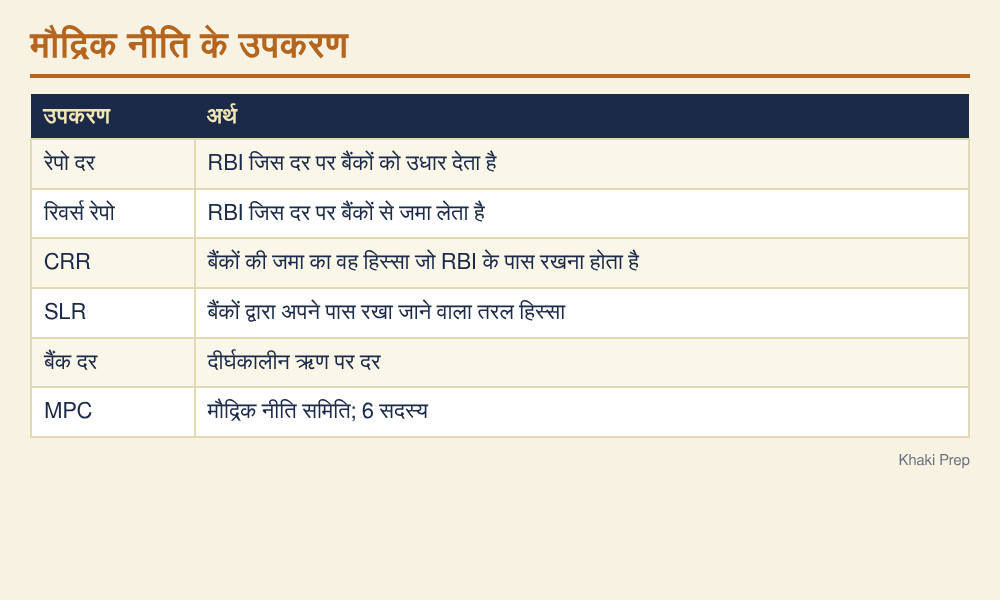 मौद्रिक नीति के उपकरण
उपकरण अर्थ
रेपो दर RBI जिस दर पर बैंकों को उधार देता है
रिवर्स रेपो RBI जिस दर पर बैंकों से जमा लेता है
CRR बैंकों की जमा का वह हिस्सा जो RBI के पास रखना होता है
SLR बैंकों द्वारा अपने पास रखा जाने वाला तरल हिस्सा
बैंक दर दीर्घकालीन ऋण पर दर
MPC मौद्रिक नीति समिति; 6 सदस्य
Khaki Prep